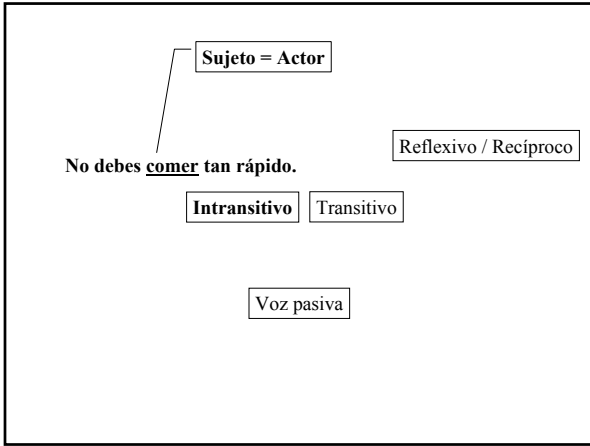 Sujeto = Actor
Reflexivo / Recíproco
No debes comer tan rápido.
Intransitivo
Transitivo
Voz pasiva